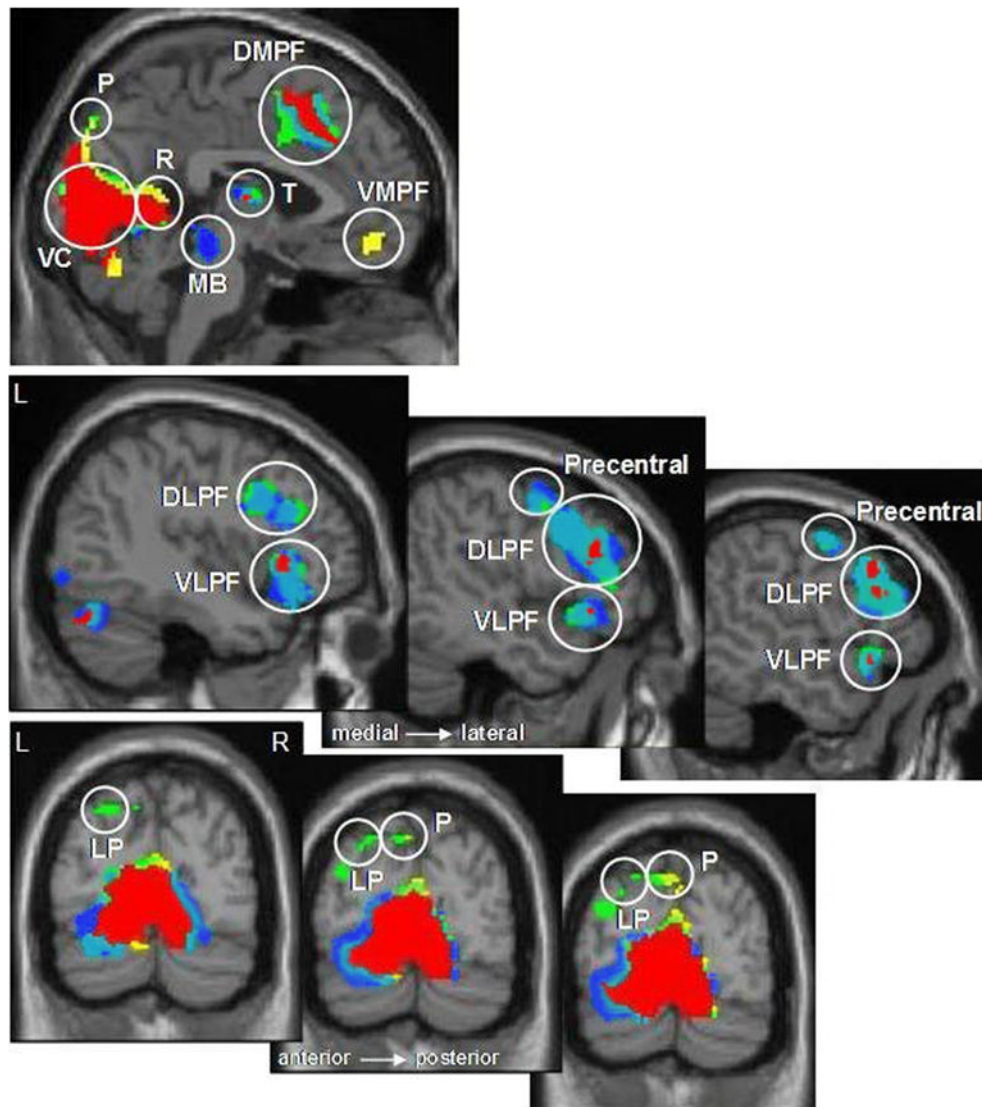 DMPF
P
R
T
VMPF
VC
MB
L
DLPF
VLPF
Precentral
DLPF
VLPF
Precentral
DLPF
VLPF
medial → lateral
L
R
LP
P
LP
P
LP
anterior → posterior